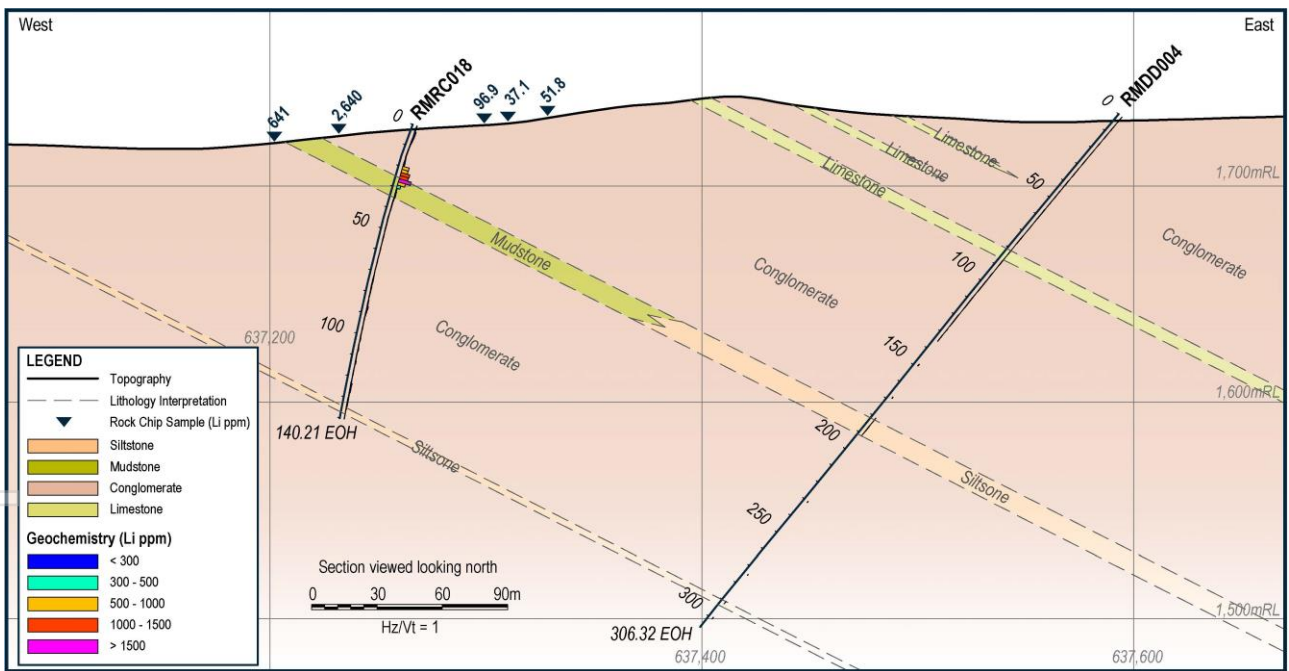 West
East
641
2,640
0
RMRC018
96.9
37.1
51.8
0
RMDD004
Limestone
Limestone
Limestone
50
1,700mRL
50
Mudstone
100
Conglomerate
Conglomerate
637,200
100
Conglomerate
150
1,600mRL
140.21 EOH
200
Siltsone
Siltsone
250
300
1,500mRL
306.32 EOH
637,400
637,600
LEGEND
Topography
Lithology Interpretation
Rock Chip Sample (Li ppm)
Siltstone
Mudstone
Conglomerate
Limestone
Geochemistry (Li ppm)
< 300
300 - 500
500 - 1000
1000 - 1500
> 1500
Section viewed looking north
0 30 60 90m
Hz/Vt = 1